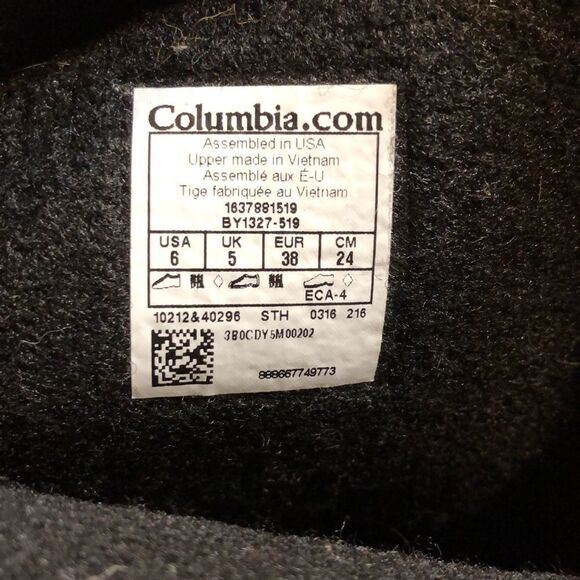 Columbia.com
Assembled in USA
Upper made in Vietnam
Assemblé aux É-U
Tige fabriquée au Vietnam
1637881519
BY1327-519
USA UK EUR CM
6 5 38 24
ECA-4
10212&40296 STH 0316 216
3B0CDY5M00202
888667749773